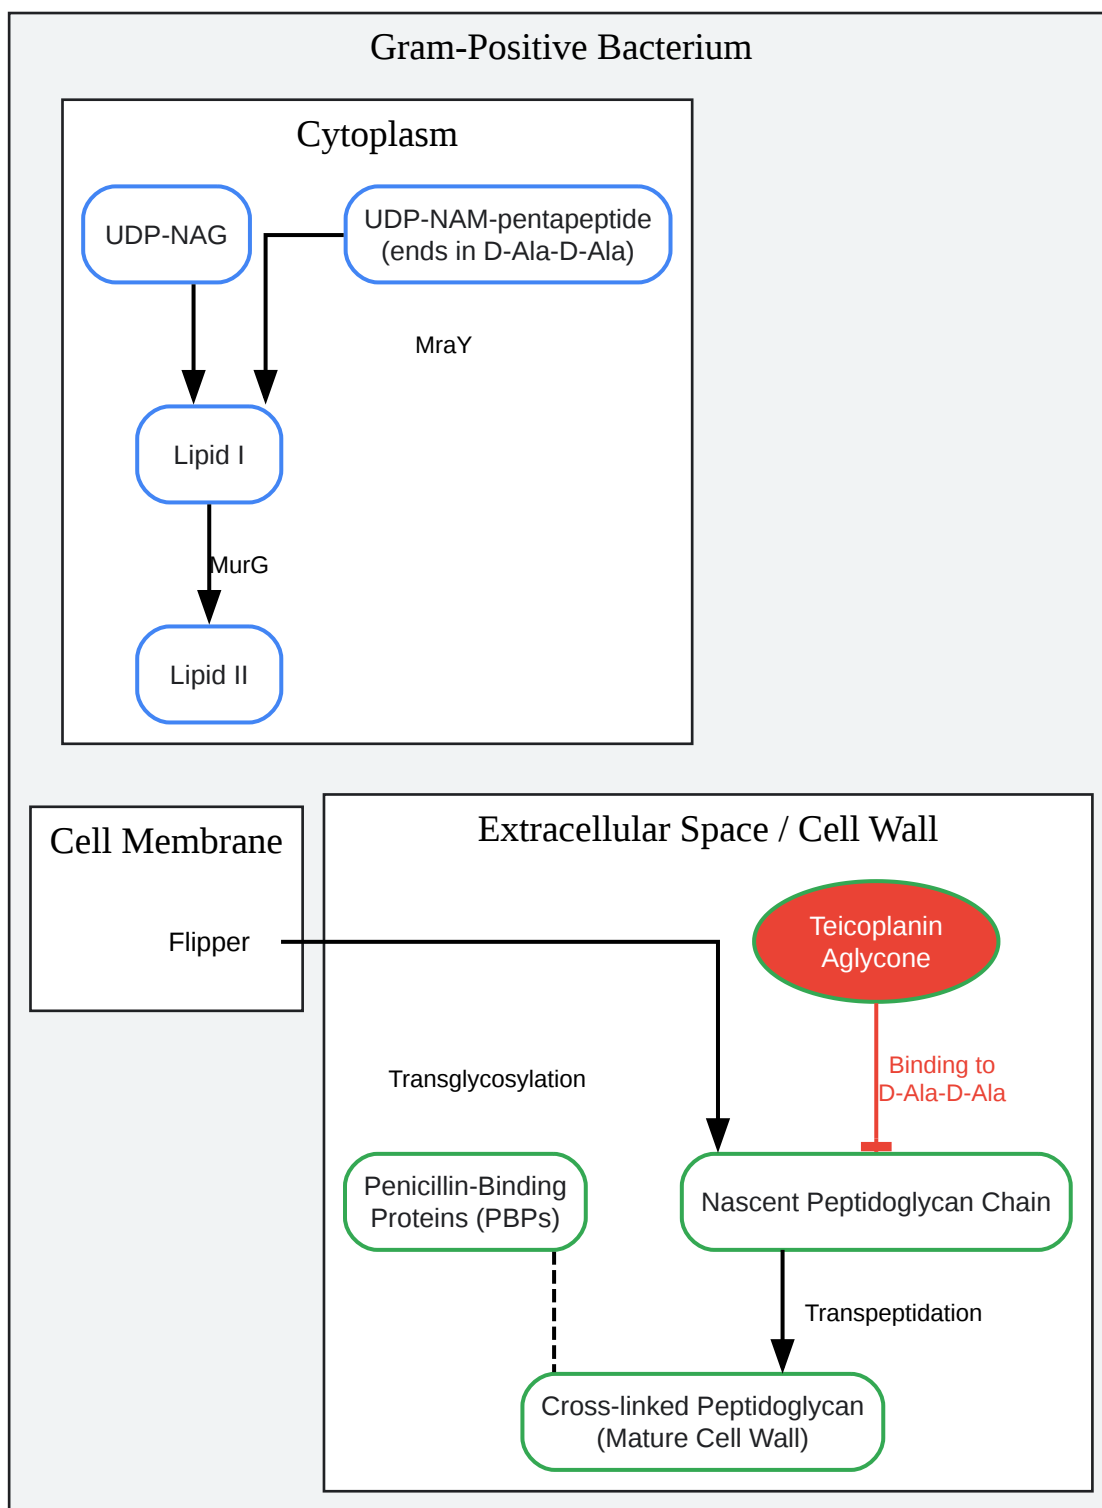 Gram-Positive Bacterium
Cytoplasm
UDP-NAG
UDP-NAM-pentapeptide
(ends in D-Ala-D-Ala)
MraY
Lipid I
MurG
Lipid II
Cell Membrane
Flipper
Extracellular Space / Cell Wall
Teicoplanin
Aglycone
Binding to
D-Ala-D-Ala
Transglycosylation
Penicillin-Binding
Proteins (PBPs)
Nascent Peptidoglycan Chain
Transpeptidation
Cross-linked Peptidoglycan
(Mature Cell Wall)